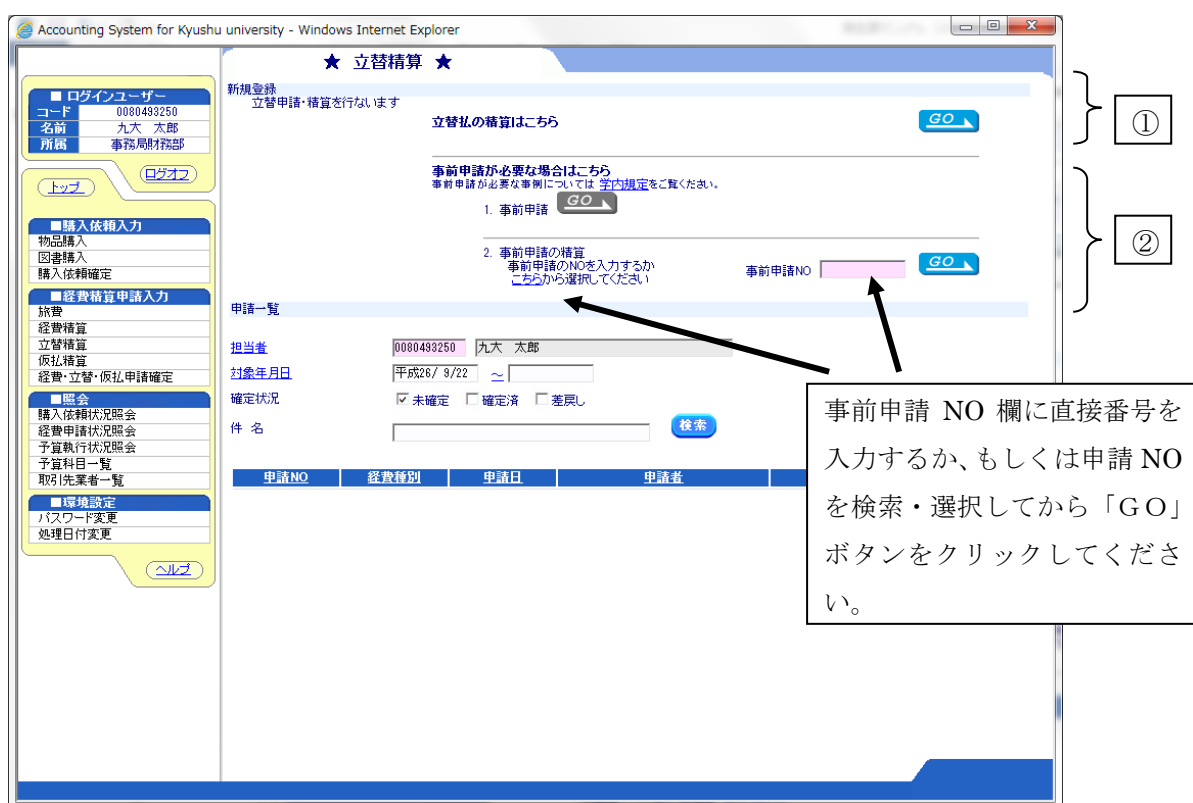 Accounting System for Kyushu university - Windows Internet Explorer
★ 立替精算 ★
■ ログインユーザー
コード 0080493250
名前 九大 太郎
所属 事務局財務部
トップ
ログオフ
■購入依頼入力
物品購入
図書購入
購入依頼確定
■経費精算申請入力
旅費
経費精算
立替精算
仮払精算
経費・立替・仮払申請確定
■照会
購入依頼状況照会
経費申請状況照会
予算執行状況照会
予算科目一覧
取引先業者一覧
■環境設定
パスワード変更
処理日付変更
ヘルプ
新規登録
立替申請・精算を行ないます
立替払の精算はこちら
GO
事前申請が必要な場合はこちら
事前申請が必要な事例については 学内規定をご覧ください。
1. 事前申請 GO
2. 事前申請の精算
事前申請のNOを入力するか
こちらから選択してください
事前申請NO
GO
申請一覧
担当者 0080493250 九大 太郎
対象年月日 平成26/ 9/22 ~
確定状況 未確定 確定済 差戻し
件 名
検索
申請NO 経費種別 申請日 申請者
①
②
事前申請 NO 欄に直接番号を
入力するか、もしくは申請 NO
を検索・選択してから「GO」
ボタンをクリックしてくださ
い。